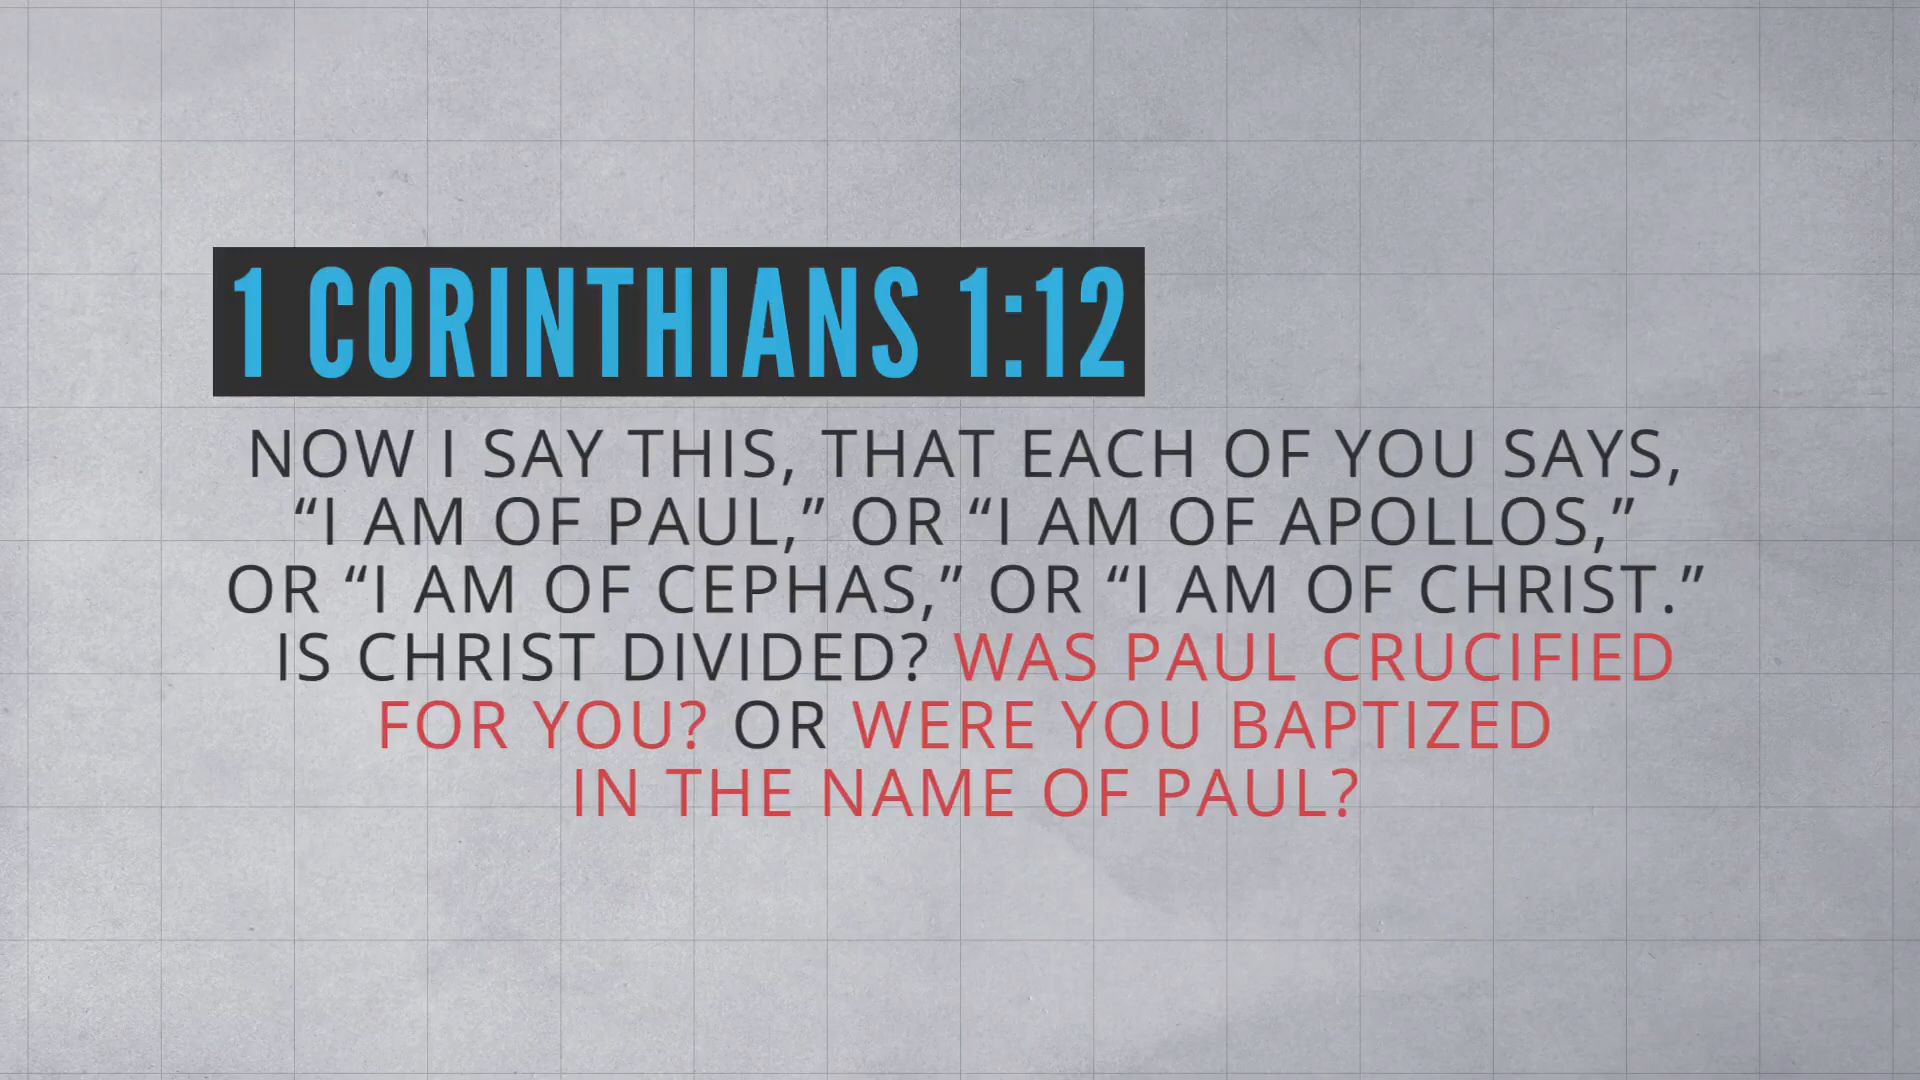 1 CORINTHIANS 1:12
NOW I SAY THIS, THAT EACH OF YOU SAYS,
“I AM OF PAUL,” OR “I AM OF APOLLOS,”
OR “I AM OF CEPHAS,” OR “I AM OF CHRIST.”
IS CHRIST DIVIDED? WAS PAUL CRUCIFIED
FOR YOU? OR WERE YOU BAPTIZED
IN THE NAME OF PAUL?